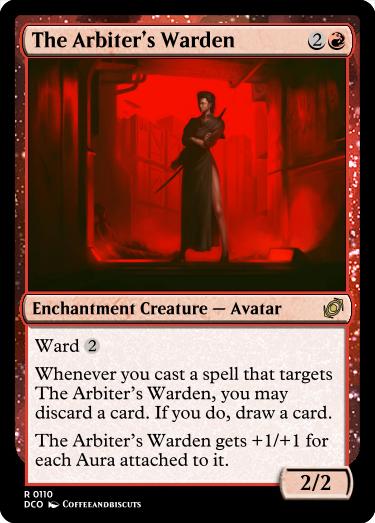 The Arbiter's Warden 2
Enchantment Creature — Avatar
Ward 2
Whenever you cast a spell that targets
The Arbiter's Warden, you may
discard a card. If you do, draw a card.
The Arbiter's Warden gets +1/+1 for
each Aura attached to it.
2/2
R 0110
DCO Coffeeandbiscuts